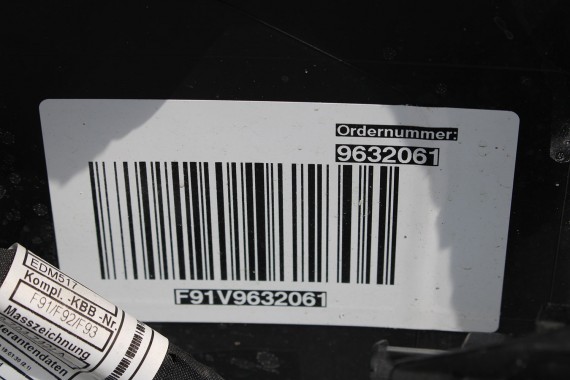 Ordernummer:
9632061
F91V9632061
EDM517
Kompl.-KBB-Nr.
F91/F92/F93
Masszeichnung